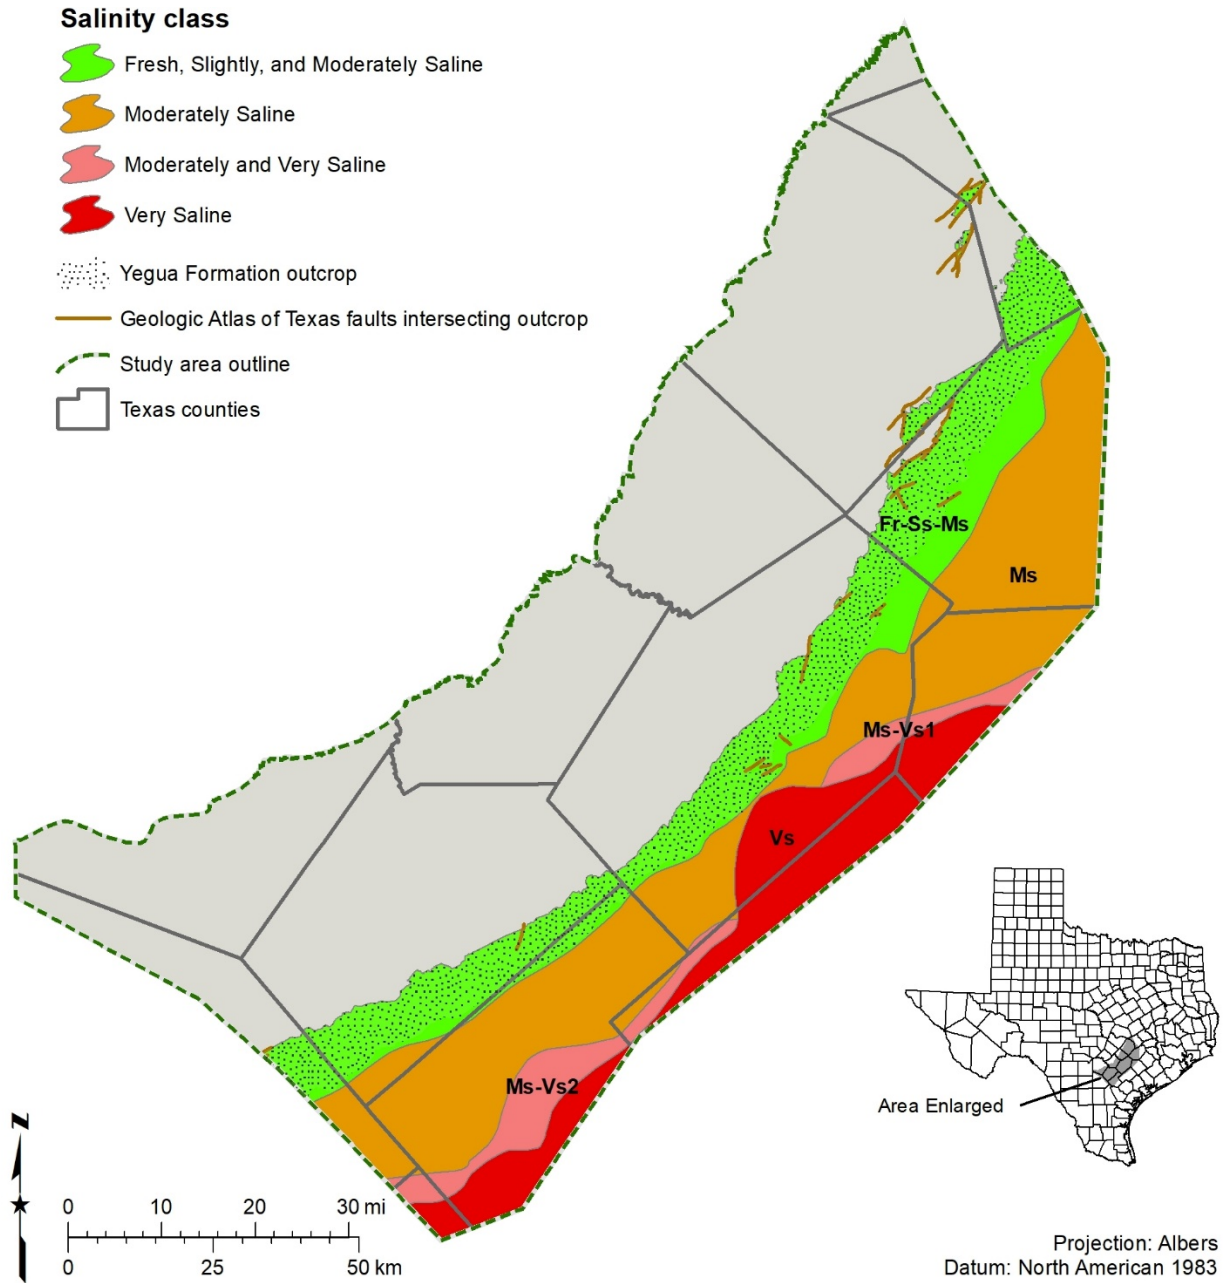 Salinity class
Fresh, Slightly, and Moderately Saline
Moderately Saline
Moderately and Very Saline
Very Saline
Yegua Formation outcrop
Geologic Atlas of Texas faults intersecting outcrop
Study area outline
Texas counties
Fr-Ss-Ms
Ms
Ms-Vs1
Vs
Ms-Vs2
Area Enlarged
N
0 10 20 30 mi
0 25 50 km
Projection: Albers
Datum: North American 1983